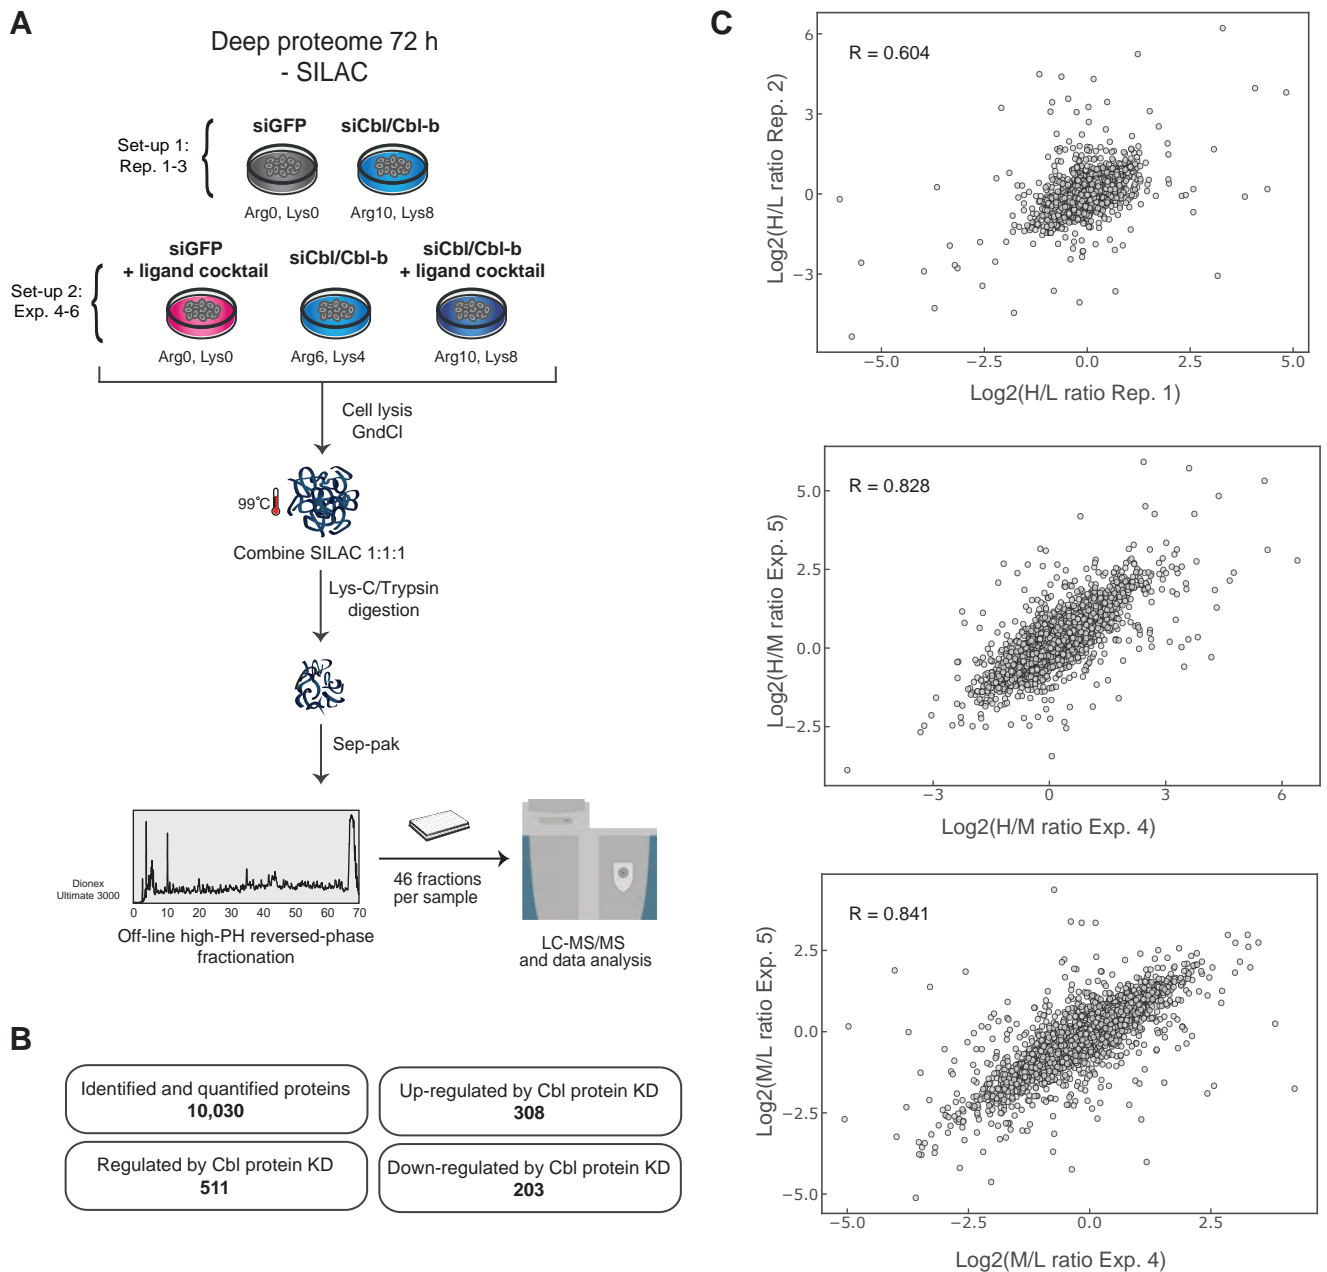 A
Deep proteome 72 h
- SILAC
Set-up 1:
Rep. 1-3
siGFP
siCbl/Cbl-b
Arg0, Lys0
Arg10, Lys8
Set-up 2:
Exp. 4-6
siGFP
+ ligand cocktail
siCbl/Cbl-b
siCbl/Cbl-b
+ ligand cocktail
Arg0, Lys0
Arg6, Lys4
Arg10, Lys8
Cell lysis
GndCl
99°C
Combine SILAC 1:1:1
Lys-C/Trypsin
digestion
Sep-pak
Dionex
Ultimate 3000
0 10 20 30 40 50 60 70
Off-line high-PH reversed-phase
fractionation
46 fractions
per sample
LC-MS/MS
and data analysis
B
Identified and quantified proteins
10,030
Up-regulated by Cbl protein KD
308
Regulated by Cbl protein KD
511
Down-regulated by Cbl protein KD
203
C
R = 0.604
Log2(H/L ratio Rep. 2)
6
3
0
−3
−5.0 −2.5 0.0 2.5 5.0
Log2(H/L ratio Rep. 1)
R = 0.828
Log2(H/M ratio Exp. 5)
5.0
2.5
0.0
−2.5
−3 0 3 6
Log2(H/M ratio Exp. 4)
R = 0.841
Log2(M/L ratio Exp. 5)
2.5
0.0
−2.5
−5.0
−5.0 −2.5 0.0 2.5
Log2(M/L ratio Exp. 4)